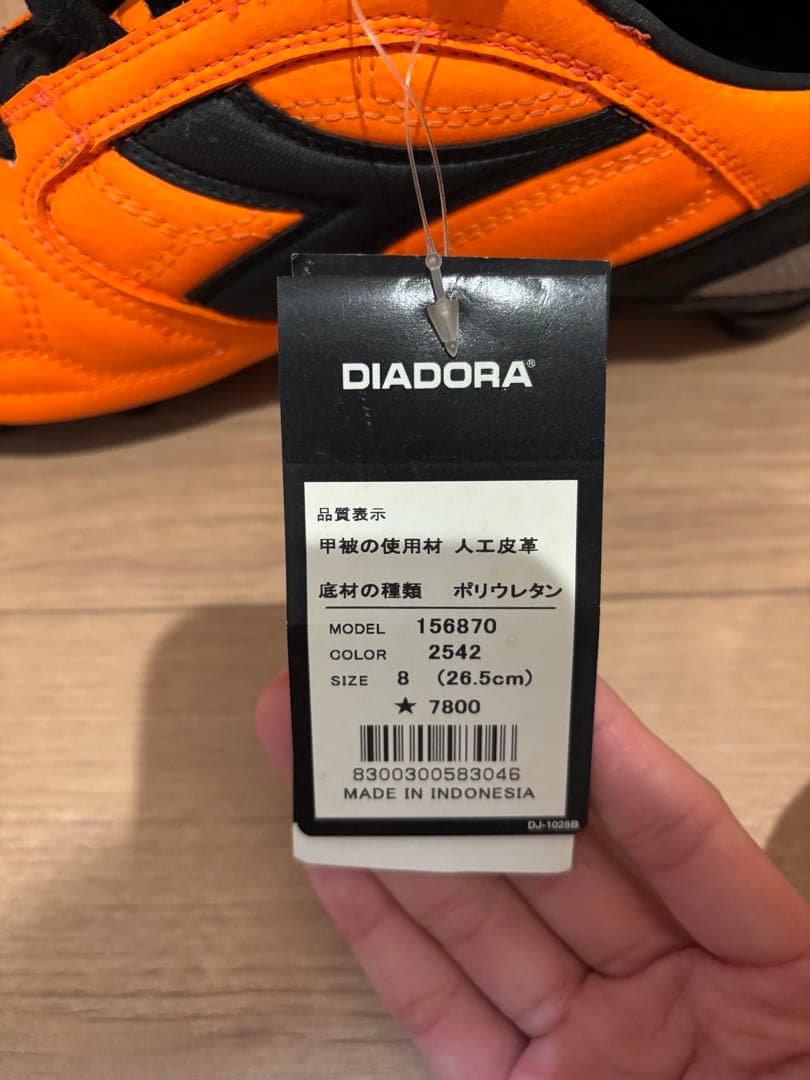 DIADORA®
品質表示
甲被の使用材 人工皮革
底材の種類 ポリウレタン
MODEL 156870
COLOR 2542
SIZE 8 (26.5cm)
★ 7800
8300300583046
MADE IN INDONESIA
DJ-1028B